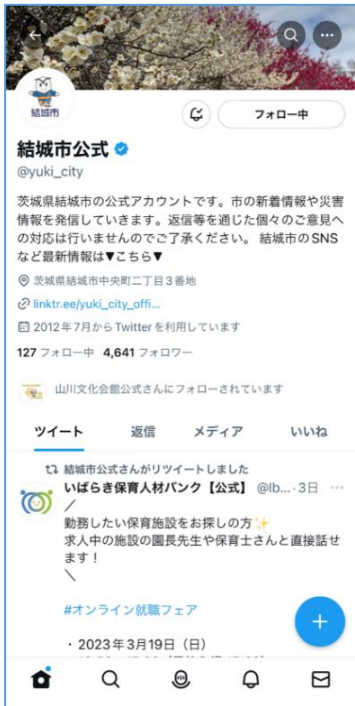 結城市
フォロー中
結城市公式
@yuki_city
茨城県結城市の公式アカウントです。市の新着情報や災害
情報を発信していきます。返信等を通じた個々のご意見へ
の対応は行いませんのでご了承ください。 結城市のSNS
など最新情報は▼こちら▼
茨城県結城市中央町二丁目3番地
linktr.ee/yuki_city_offi...
2012年7月からTwitterを利用しています
127 フォロー中 4,641 フォロワー
山川文化会館公式さんにフォローされています
ツイート 返信 メディア いいね
結城市公式さんがリツイートしました
いばらき保育人材バンク【公式】 @Ib... · 3日
/
勤務したい保育施設をお探しの方✨
求人中の施設の園長先生や保育士さんと直接話せ
ます！
\
#オンライン就職フェア
・2023年3月19日（日）